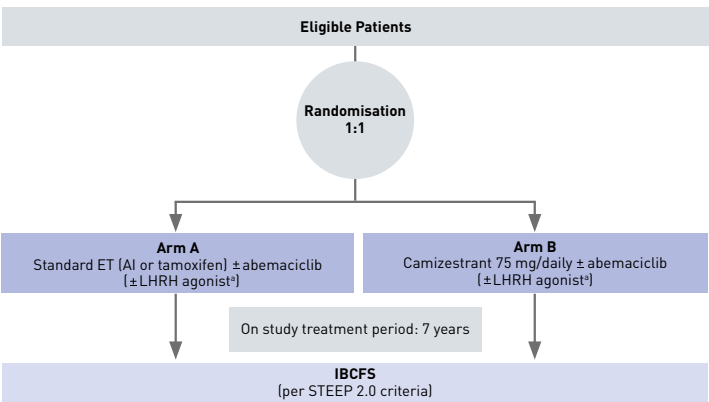 Eligible Patients
Randomisation
1:1
Arm A
Standard ET (AI or tamoxifen) ± abemaciclib
(±LHRH agonistᵃ)
Arm B
Camizestrant 75 mg/daily ± abemaciclib
(±LHRH agonistᵃ)
On study treatment period: 7 years
IBCFS
(per STEEP 2.0 criteria)